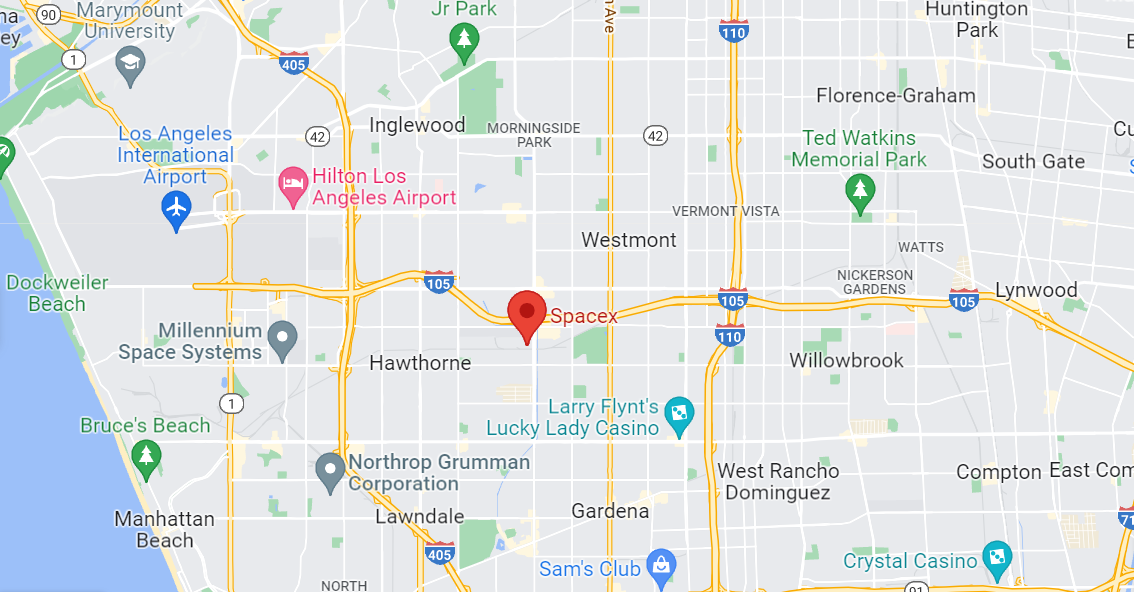 90
Marymount
University
1
405
Jr Park
Ave
110
Huntington
Park
Florence-Graham
42
Inglewood
MORNINGSIDE
PARK
42
Los Angeles
International
Airport
Ted Watkins
Memorial Park
South Gate
Hilton Los
Angeles Airport
VERMONT VISTA
Westmont
WATTS
Dockweiler
Beach
105
NICKERSON
GARDENS
105
105
Lynwood
Spacex
Millennium
Space Systems
110
Hawthorne
Willowbrook
1
Larry Flynt's
Lucky Lady Casino
Bruce's Beach
Northrop Grumman
Corporation
West Rancho
Dominguez
Compton
East Com
Manhattan
Beach
Lawndale
Gardena
71
405
Sam's Club
Crystal Casino
NORTH
91